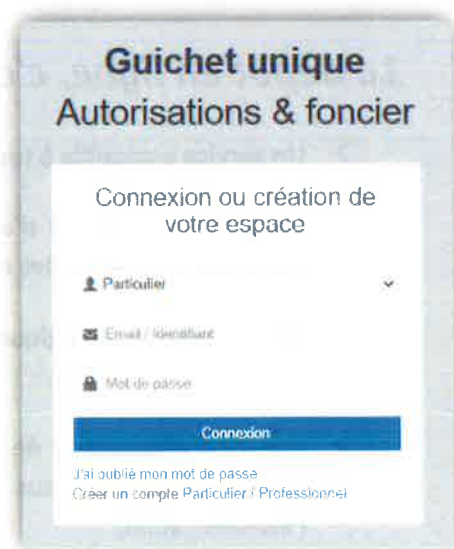 Guichet unique
Autorisations & foncier
Connexion ou création de
votre espace
Particulier
Email / Identifiant
Mot de passe
Connexion
J'ai oublié mon mot de passe
Créer un compte Particulier / Professionnel